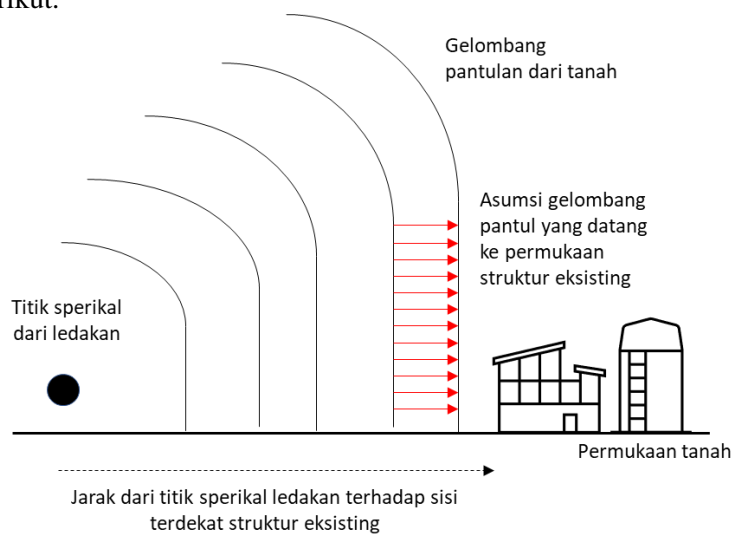 rikut:
Gelombang
pantulan dari tanah
Asumsi gelombang
pantul yang datang
ke permukaan
struktur eksisting
Titik sperikal
dari ledakan
Permukaan tanah
Jarak dari titik sperikal ledakan terhadap sisi
terdekat struktur eksisting